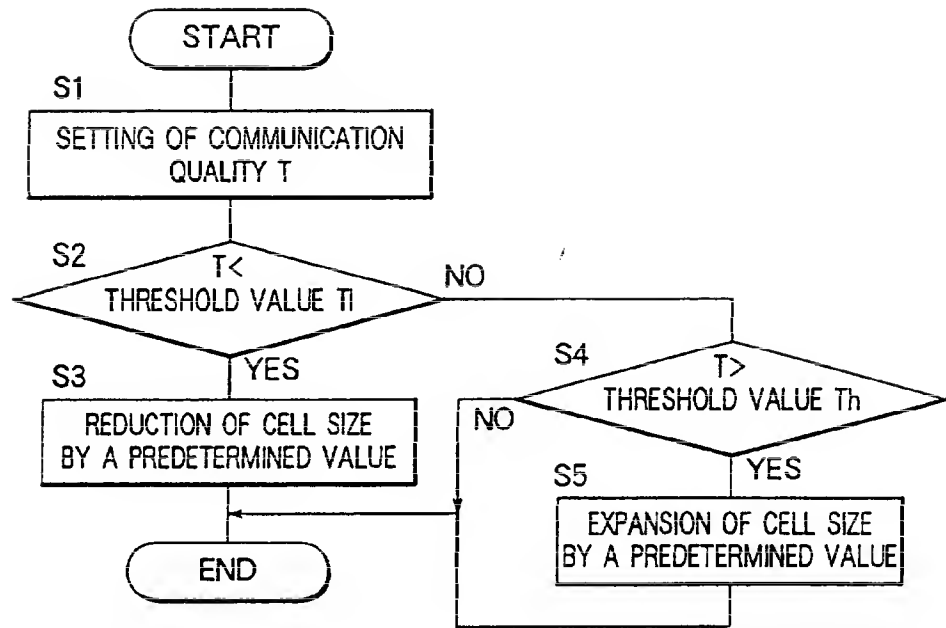 START
S1
SETTING OF COMMUNICATION
QUALITY T
S2
T<
THRESHOLD VALUE Tl
NO
YES
S3
REDUCTION OF CELL SIZE
BY A PREDETERMINED VALUE
S4
T>
THRESHOLD VALUE Th
NO
YES
S5
EXPANSION OF CELL SIZE
BY A PREDETERMINED VALUE
END